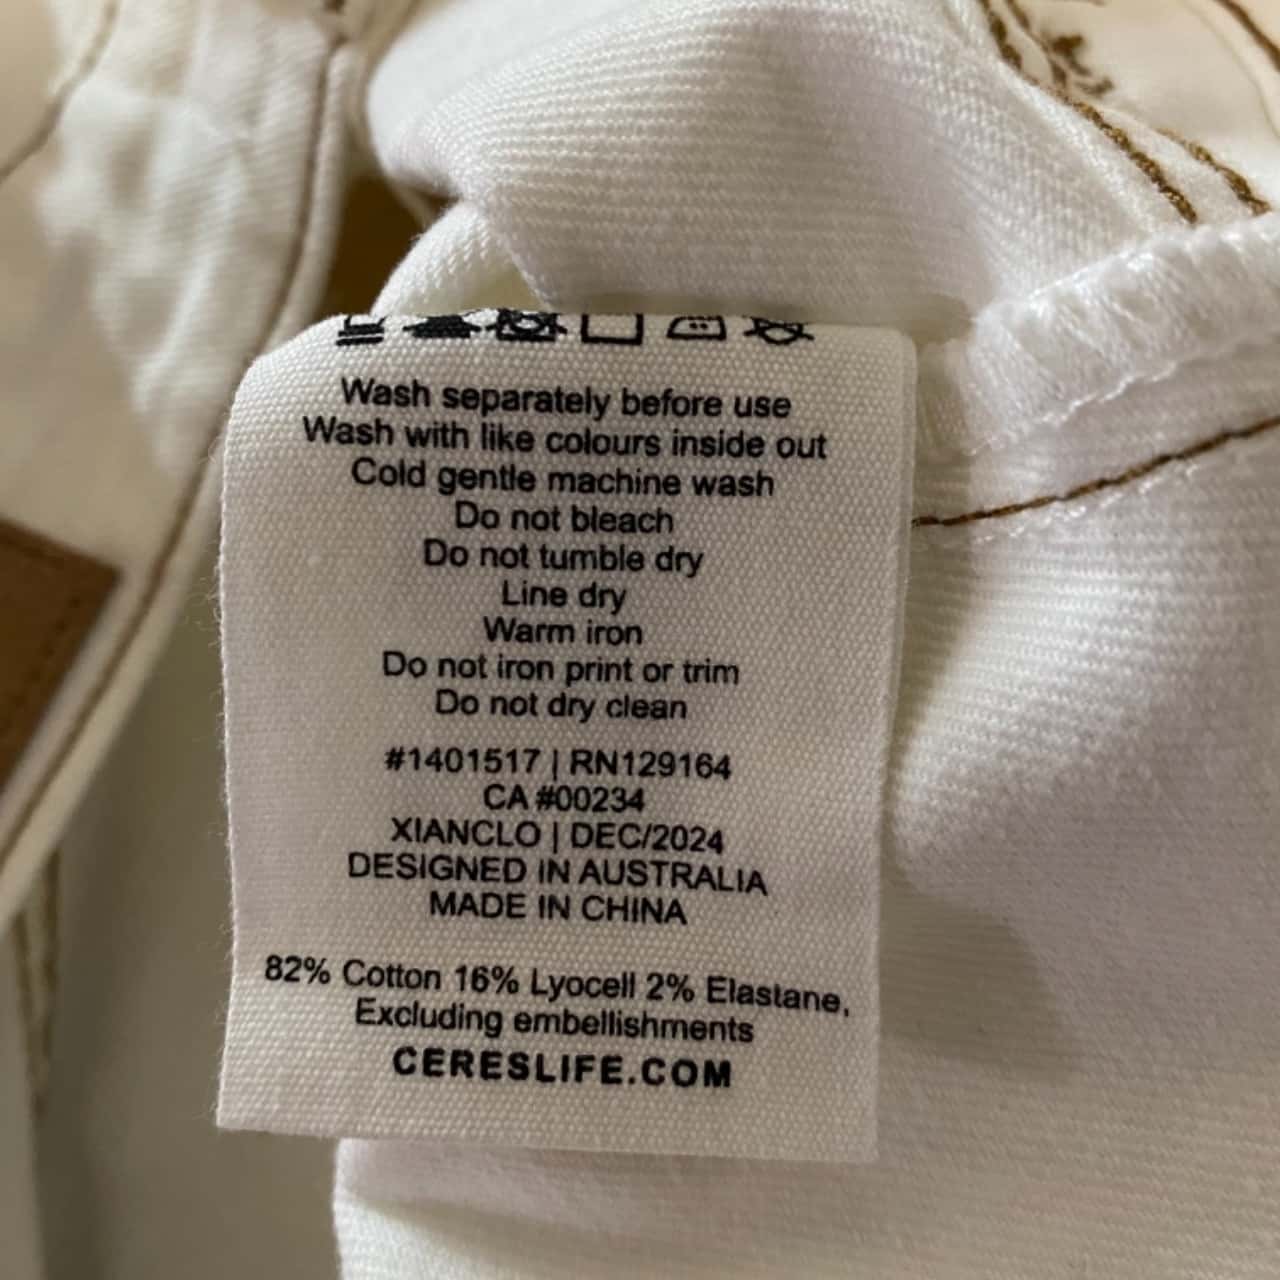 Wash separately before use
Wash with like colours inside out
Cold gentle machine wash
Do not bleach
Do not tumble dry
Line dry
Warm iron
Do not iron print or trim
Do not dry clean
#1401517 | RN129164
CA #00234
XIANCLO | DEC/2024
DESIGNED IN AUSTRALIA
MADE IN CHINA
82% Cotton 16% Lyocell 2% Elastane,
Excluding embellishments
CERESLIFE.COM